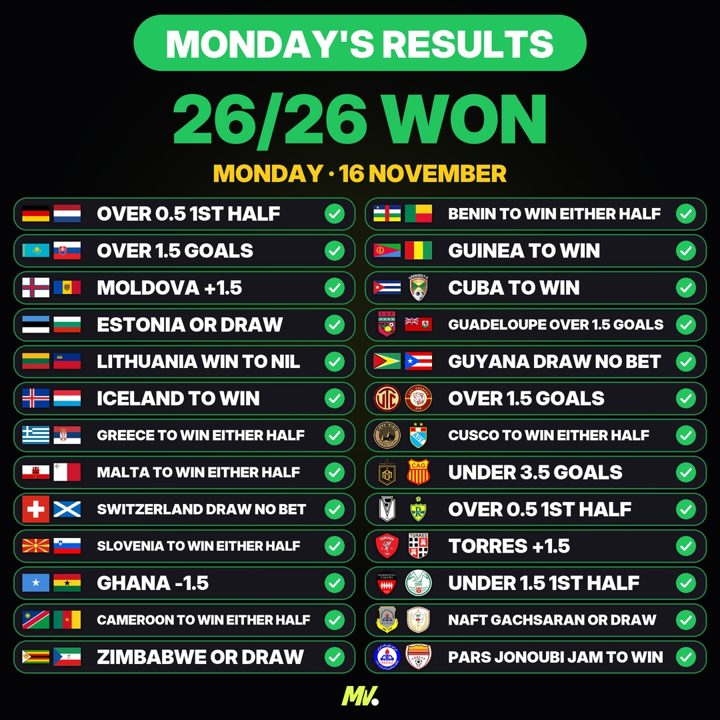 MONDAY'S RESULTS
26/26 WON
MONDAY · 16 NOVEMBER
OVER 0.5 1ST HALF
OVER 1.5 GOALS
MOLDOVA +1.5
ESTONIA OR DRAW
LITHUANIA WIN TO NIL
ICELAND TO WIN
GREECE TO WIN EITHER HALF
MALTA TO WIN EITHER HALF
SWITZERLAND DRAW NO BET
SLOVENIA TO WIN EITHER HALF
GHANA -1.5
CAMEROON TO WIN EITHER HALF
ZIMBABWE OR DRAW
BENIN TO WIN EITHER HALF
GUINEA TO WIN
CUBA TO WIN
GUADELOUPE OVER 1.5 GOALS
GUYANA DRAW NO BET
OVER 1.5 GOALS
CUSCO TO WIN EITHER HALF
UNDER 3.5 GOALS
OVER 0.5 1ST HALF
TORRES +1.5
UNDER 1.5 1ST HALF
NAFT GACHSARAN OR DRAW
PARS JONOUBI JAM TO WIN
MV.